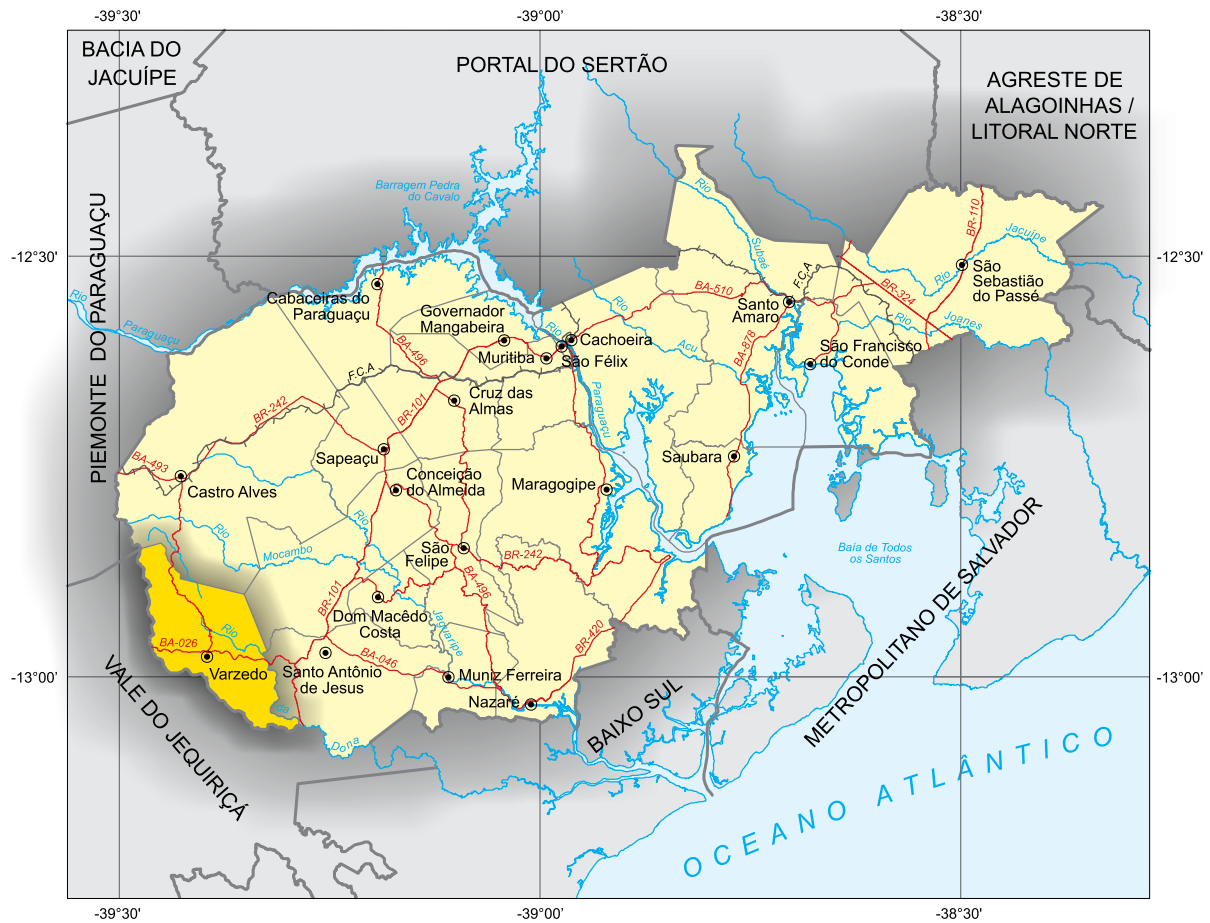 -39°30'
-39°00'
-38°30'
BACIA DO
JACUÍPE
PORTAL DO SERTÃO
AGRESTE DE
ALAGOINHAS /
LITORAL NORTE
Barragem Pedra
do Cavalo
Rio
BR-110
Jacuípe
PIEMONTE DO PARAGUAÇU
Subaé
-12°30'
-12°30'
São
Sebastião
do Passé
Rio
F.C.A
BR-324
Cabaceiras do
Paraguaçu
Rio
Paraguaçu
Rio
BA-510
Santo
Amaro
Governador
Mangabeira
Rio
Joanes
Rio
Cachoeira
Muritiba
São Félix
Acu
BA-878
São Francisco
do Conde
BA-496
F.C.A
BR-101
Cruz das
Almas
Paraguaçu
BR-242
Sapeaçu
Saubara
BA-493
Castro Alves
Conceição
do Almeida
Maragogipe
Rio
Rio
Mocambo
São
Felipe
BR-242
Baía de Todos
os Santos
METROPOLITANO DE SALVADOR
BR-101
BA-496
Dom Macêdo
Costa
Jaguaripe
Rio
BA-026
Varzedo
BR-420
Santo Antônio
de Jesus
BA-046
Muniz Ferreira
Nazaré
-13°00'
-13°00'
VALE DO JEQUIRIÇÁ
da
Dona
BAIXO SUL
OCEANO ATLÂNTICO
-39°30'
-39°00'
-38°30'